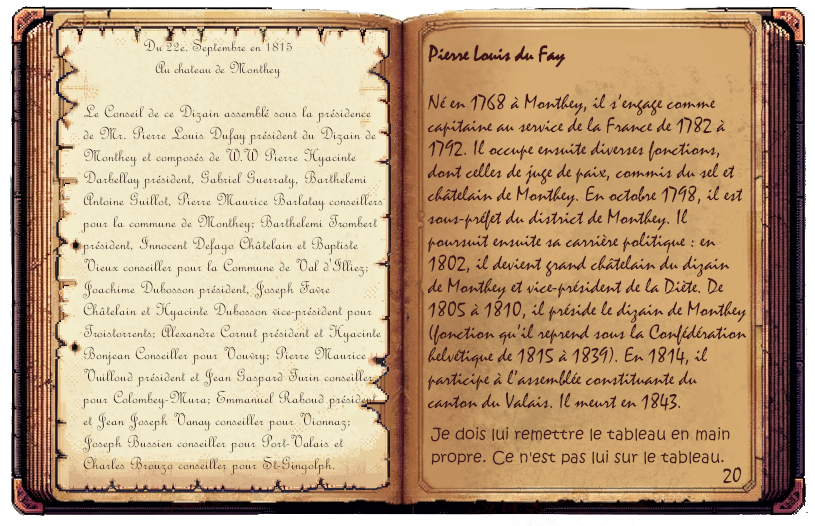 Du 22e. Septembre en 1815
Au chateau de Monthey
Le Conseil de ce Dizain assemblé sous la présidence
de Mr. Pierre Louis Dufay président du Dizain de
Monthey et composés de W.W Pierre Hyacinte
Darbellay président, Gabriel Guerraty, Barthelemi
Antoine Guillot, Pierre Maurice Barlatay conseillers
pour la commune de Monthey; Barthelemi Trombert
président, Innocent Defago Châtelain et Baptiste
Vieux conseiller pour la Commune de Val d'Illiez;
Joachime Dubosson président, Joseph Favre
Châtelain et Hyacinte Dubosson vice-président pour
Troistorrents; Alexandre Cornut président et Hyacinte
Bonjean Conseiller pour Vouvry; Pierre Maurice
Vuilloud président et Jean Gaspard Turin conseiller
pour Colombey-Mura; Emmanuel Raboud président
et Jean Joseph Vanay conseiller pour Vionnaz;
Joseph Bussien conseiller pour Port-Valais et
Charles Brouzo conseiller pour St-Gingolph.
Pierre Louis du Fay
Né en 1768 à Monthey, il s'engage comme
capitaine au service de la France de 1782 à
1792. Il occupe ensuite diverses fonctions,
dont celles de juge de paix, commis du sel et
châtelain de Monthey. En octobre 1798, il est
sous-préfet du district de Monthey. Il
poursuit ensuite sa carrière politique : en
1802, il devient grand châtelain du dizain
de Monthey et vice-président de la Diète. De
1805 à 1810, il préside le dizain de Monthey
(fonction qu'il reprend sous la Confédération
helvétique de 1815 à 1839). En 1814, il
participe à l'assemblée constituante du
canton du Valais. Il meurt en 1843.
Je dois lui remettre le tableau en main
propre. Ce n'est pas lui sur le tableau.
20